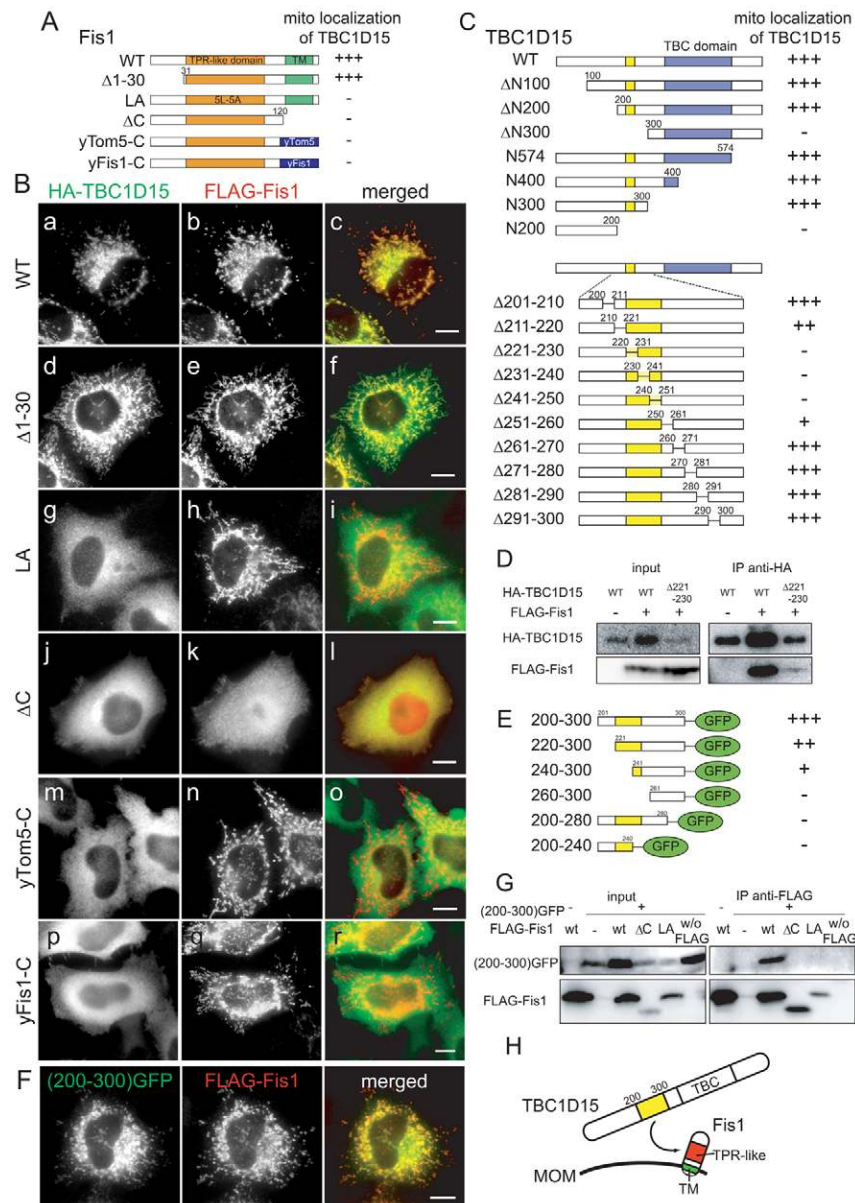 A
Fis1
mito localization
of TBC1D15
WT TPR-like domain TM +++
31
Δ1-30 +++
LA 5L-5A -
ΔC 120 -
yTom5-C yTom5 -
yFis1-C yFis1 -
B
HA-TBC1D15 FLAG-Fis1 merged
WT a b c
Δ1-30 d e f
LA g h i
ΔC j k l
yTom5-C m n o
yFis1-C p q r
F
(200-300)GFP FLAG-Fis1 merged
C
TBC1D15
mito localization
of TBC1D15
TBC domain
WT +++
ΔN100 100 +++
ΔN200 200 +++
ΔN300 300 -
N574 574 +++
N400 400 +++
N300 300 +++
N200 200 -
Δ201-210 200 211 +++
Δ211-220 210 221 ++
Δ221-230 220 231 -
Δ231-240 230 241 -
Δ241-250 240 251 -
Δ251-260 250 261 +
Δ261-270 260 271 +++
Δ271-280 270 281 +++
Δ281-290 280 291 +++
Δ291-300 290 300 +++
D
input IP anti-HA
HA-TBC1D15 WT WT Δ221-230 WT WT Δ221-230
FLAG-Fis1 - + + - + +
HA-TBC1D15
FLAG-Fis1
E
200-300 201 300 GFP +++
220-300 221 GFP ++
240-300 241 GFP +
260-300 261 GFP -
200-280 280 GFP -
200-240 240 GFP -
G
input IP anti-FLAG
(200-300)GFP - + - +
FLAG-Fis1 wt - wt ΔC LA w/o FLAG wt - wt ΔC LA w/o FLAG
(200-300)GFP
FLAG-Fis1
H
TBC1D15
200 300
TBC
Fis1
TPR-like
MOM
TM